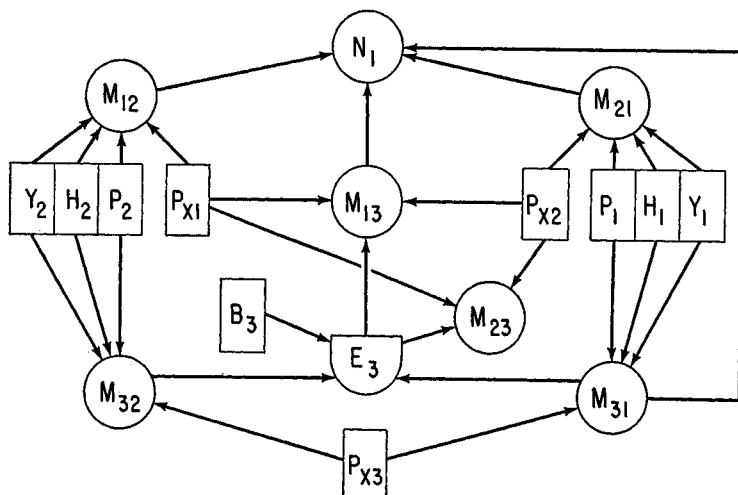 N₁
M₁₂
M₂₁
Y₂ H₂ P₂ Pₓ₁ M₁₃ Pₓ₂ P₁ H₁ Y₁
B₃ M₂₃
E₃
M₃₂ M₃₁
Pₓ₃